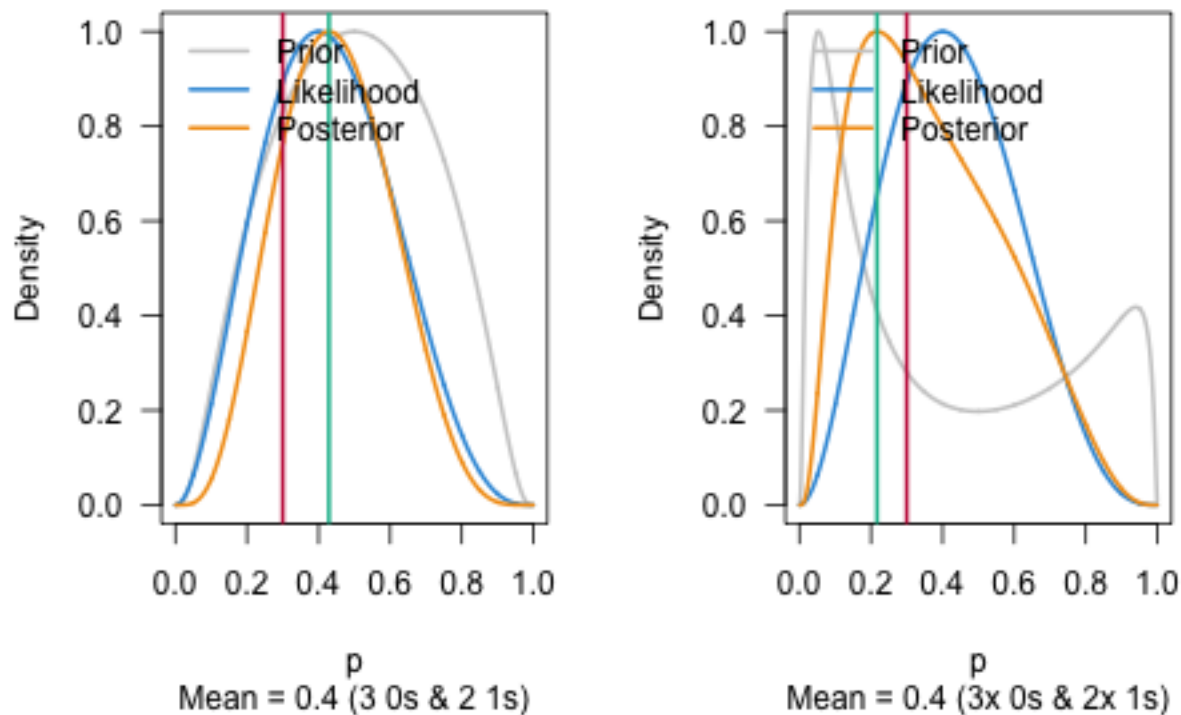 1.0
0.8
0.6
0.4
0.2
0.0
Density
Prior
Likelihood
Posterior
0.0 0.2 0.4 0.6 0.8 1.0
p
Mean = 0.4 (3 0s & 2 1s)
1.0
0.8
0.6
0.4
0.2
0.0
Density
Prior
Likelihood
Posterior
0.0 0.2 0.4 0.6 0.8 1.0
p
Mean = 0.4 (3x 0s & 2x 1s)